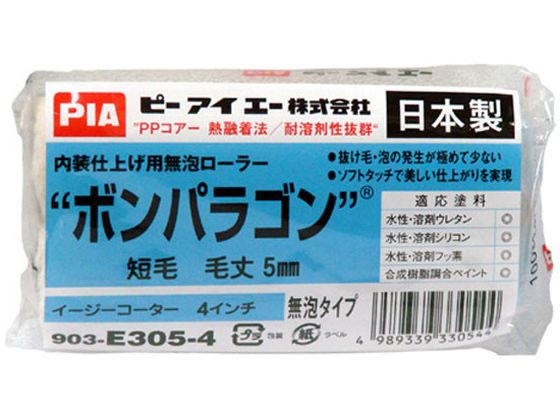 PIA ピーアイエー株式会社 日本製
"PPコアー 熱融着法／耐溶剤性抜群"
内装仕上げ用無泡ローラー
●抜け毛・泡の発生が極めて少ない
●ソフトタッチで美しい仕上がりを実現
“ボンパラゴン”®
短毛 毛丈5mm
適応塗料
水性・溶剤ウレタン ◎
水性・溶剤シリコン ◎
水性・溶剤フッ素 ◎
合成樹脂調合ペイント ◎
イージーコーター 4インチ 無泡タイプ
903-E305-4 プラ 包装 紙 ラベル
4 989339 330544